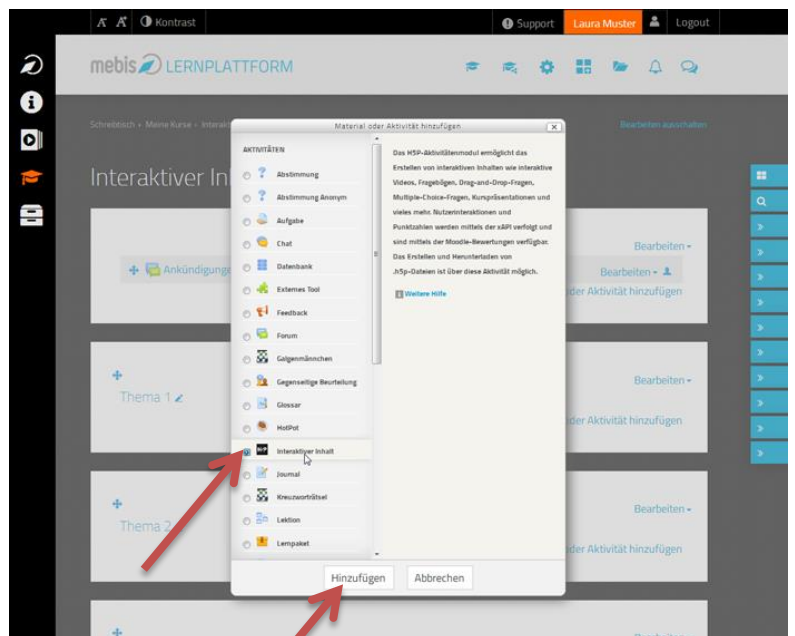 A A Kontrast
Support Laura Muster Logout
mebis LERNPLATTFORM
Schreibtisch › Meine Kurse › Interakt
Bearbeiten ausschalten
Interaktiver In
Material oder Aktivität hinzufügen
AKTIVITÄTEN
Abstimmung
Abstimmung Anonym
Aufgabe
Chat
Datenbank
Externes Tool
Feedback
Forum
Galgenmännchen
Gegenseitige Beurteilung
Glossar
HotPot
H5P Interaktiver Inhalt
Journal
Kreuzworträtsel
Lektion
Lernpaket
Das H5P-Aktivitätenmodul ermöglicht das
Erstellen von interaktiven Inhalten wie interaktive
Videos, Fragebögen, Drag-and-Drop-Fragen,
Multiple-Choice-Fragen, Kurspräsentationen und
vieles mehr. Nutzerinteraktionen und
Punktzahlen werden mittels der xAPI verfolgt und
sind mittels der Moodle-Bewertungen verfügbar.
Das Erstellen und Herunterladen von
.h5p-Dateien ist über diese Aktivität möglich.
Weitere Hilfe
Hinzufügen Abbrechen
Bearbeiten
Ankündigunge
Bearbeiten
der Aktivität hinzufügen
Bearbeiten
Thema 1
der Aktivität hinzufügen
Bearbeiten
Thema 2
der Aktivität hinzufügen